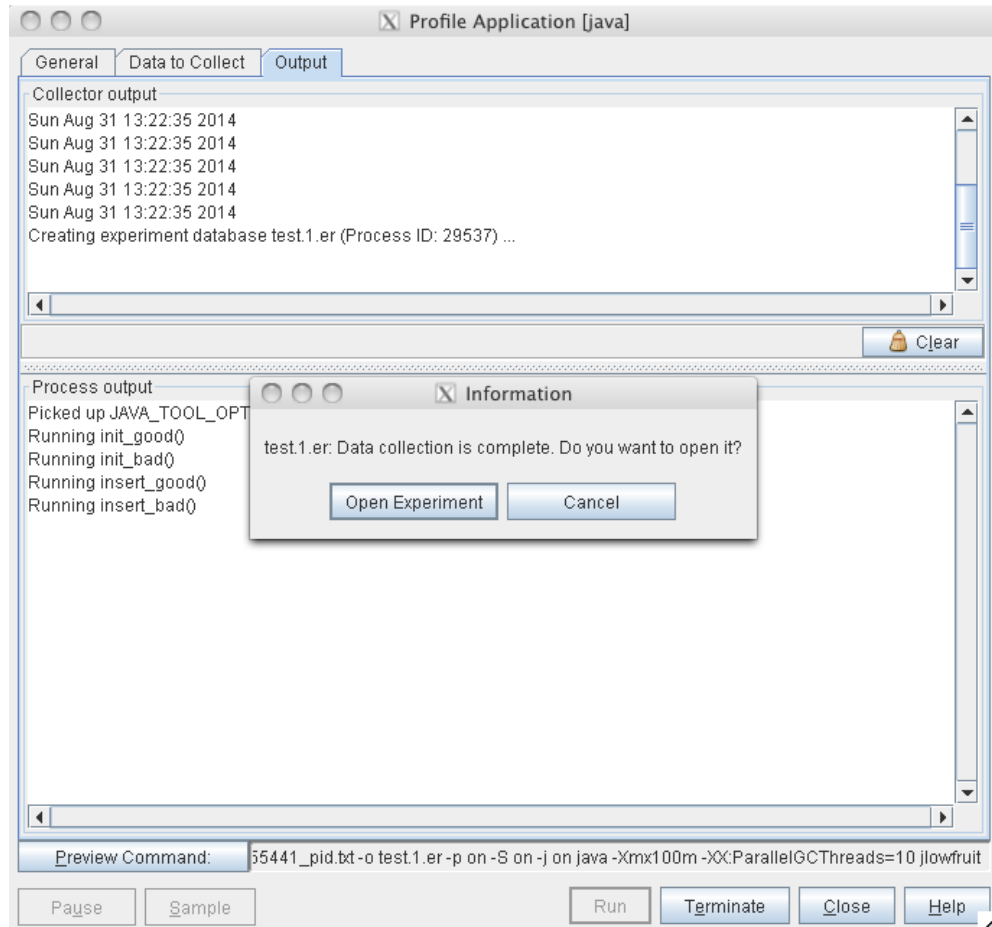 Profile Application [java]
General Data to Collect Output
Collector output
Sun Aug 31 13:22:35 2014
Sun Aug 31 13:22:35 2014
Sun Aug 31 13:22:35 2014
Sun Aug 31 13:22:35 2014
Sun Aug 31 13:22:35 2014
Creating experiment database test.1.er (Process ID: 29537) ...
Clear
Process output
Picked up JAVA_TOOL_OPT
Running init_good()
Running init_bad()
Running insert_good()
Running insert_bad()
Information
test.1.er: Data collection is complete. Do you want to open it?
Open Experiment Cancel
Preview Command: 55441_pid.txt -o test.1.er -p on -S on -j on java -Xmx100m -XX:ParallelGCThreads=10 jlowfruit
Pause Sample Run Terminate Close Help